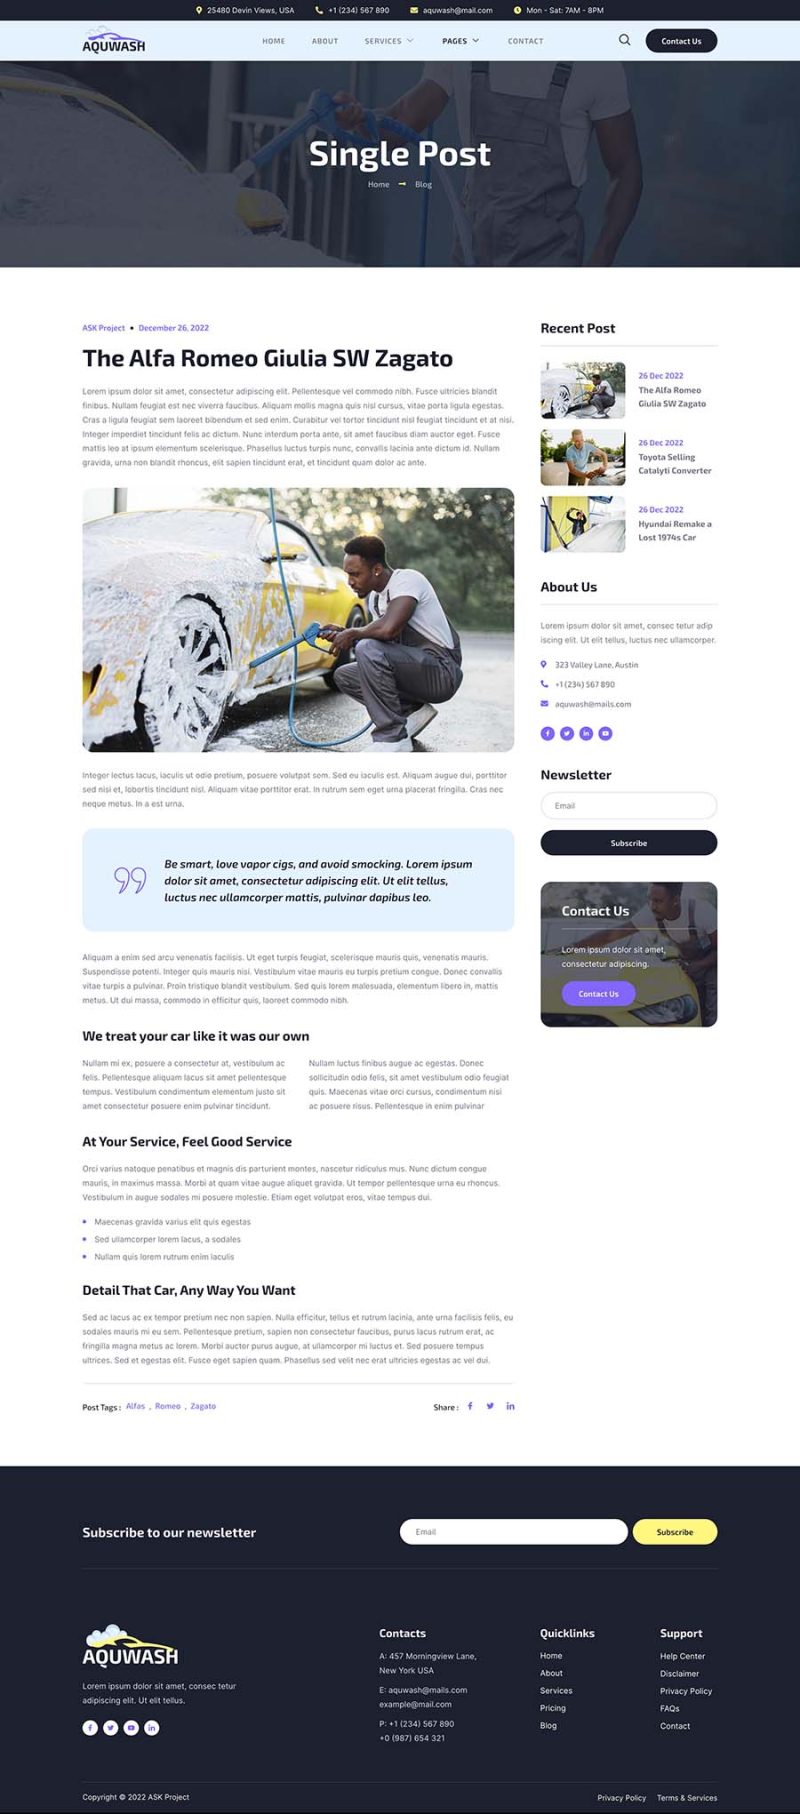 25480 Devin Views, USA +1 (234) 567 890 aquwash@mail.com Mon - Sat: 7AM - 8PM
AQUWASH HOME ABOUT SERVICES PAGES CONTACT Contact Us
Single Post
Home Blog
ASK Project • December 26, 2022
The Alfa Romeo Giulia SW Zagato
Lorem ipsum dolor sit amet, consectetur adipiscing elit. Pellentesque vel commodo nibh. Fusce ultricies blandit
finibus. Nullam feugiat est nec viverra faucibus. Aliquam mollis magna quis nisl cursus, vitae porta ligula egestas.
Cras a ligula feugiat sem laoreet bibendum et sed enim. Curabitur vel tortor tincidunt nisl feugiat tincidunt et at nisi.
Integer imperdiet tincidunt felis ac dictum. Nunc interdum porta ante, sit amet faucibus diam auctor eget. Fusce
mattis leo at ipsum elementum scelerisque. Phasellus luctus turpis nunc, convallis lacinia ante dictum id. Nullam
gravida, urna non blandit rhoncus, elit sapien tincidunt erat, et tincidunt quam dolor ac ante.
Integer lectus lacus, iaculis ut odio pretium, posuere volutpat sem. Sed eu iaculis est. Aliquam augue dui, porttitor
sed nisi et, lobortis tincidunt nisl. Aliquam vitae porttitor erat. In rutrum sem eget urna placerat fringilla. Cras nec
neque metus. In a est urna.
Be smart, love vapor cigs, and avoid smocking. Lorem ipsum
dolor sit amet, consectetur adipiscing elit. Ut elit tellus,
luctus nec ullamcorper mattis, pulvinar dapibus leo.
Aliquam a enim sed arcu venenatis facilisis. Ut eget turpis feugiat, scelerisque mauris quis, venenatis mauris.
Suspendisse potenti. Integer quis mauris nisi. Vestibulum vitae mauris eu turpis pretium congue. Donec convallis
vitae turpis a pulvinar. Proin tristique blandit vestibulum. Sed quis lorem malesuada, elementum libero in, mattis
metus. Ut dui massa, commodo in efficitur quis, laoreet commodo nibh.
We treat your car like it was our own
Nullam mi ex, posuere a consectetur at, vestibulum ac
felis. Pellentesque aliquam lacus sit amet pellentesque
tempus. Vestibulum condimentum elementum justo sit
amet consectetur posuere enim pulvinar tincidunt.
Nullam luctus finibus augue ac egestas. Donec
sollicitudin odio felis, sit amet vestibulum odio feugiat
quis. Maecenas vitae orci cursus, condimentum nisi
ac posuere risus. Pellentesque in enim pulvinar
At Your Service, Feel Good Service
Orci varius natoque penatibus et magnis dis parturient montes, nascetur ridiculus mus. Nunc dictum congue
mauris, in maximus massa. Morbi at quam vitae augue aliquet gravida. Ut tempor pellentesque urna eu rhoncus.
Vestibulum in augue sodales mi posuere molestie. Etiam eget volutpat eros, vitae tempus dui.
Maecenas gravida varius elit quis egestas
Sed ullamcorper lorem lacus, a sodales
Nullam quis lorem rutrum enim iaculis
Detail That Car, Any Way You Want
Sed ac lacus ac ex tempor pretium nec non sapien. Nulla efficitur, tellus et rutrum lacinia, ante urna facilisis felis, eu
sodales mauris mi eu sem. Pellentesque pretium, sapien non consectetur faucibus, purus lacus rutrum erat, ac
fringilla magna metus ac lorem. Morbi auctor purus augue, at ullamcorper mi luctus et. Sed posuere tempus
ultrices. Sed et egestas elit. Fusce eget sapien quam. Phasellus sed velit nec erat ultricies egestas ac vel dui.
Post Tags : Alfas , Romeo , Zagato Share :
Recent Post
26 Dec 2022
The Alfa Romeo
Giulia SW Zagato
26 Dec 2022
Toyota Selling
Catalyti Converter
26 Dec 2022
Hyundai Remake a
Lost 1974s Car
About Us
Lorem ipsum dolor sit amet, consec tetur adip
iscing elit. Ut elit tellus, luctus nec ullamcorper.
323 Valley Lane, Austin
+1 (234) 567 890
aquwash@mails.com
Newsletter
Email
Subscribe
Contact Us
Lorem ipsum dolor sit amet,
consectetur adipiscing.
Contact Us
Subscribe to our newsletter Email Subscribe
AQUWASH
Lorem ipsum dolor sit amet, consec tetur
adipiscing elit. Ut elit tellus.
Contacts
A: 457 Morningview Lane,
New York USA
E: aquwash@mails.com
example@mail.com
P: +1 (234) 567 890
+0 (987) 654 321
Quicklinks
Home
About
Services
Pricing
Blog
Support
Help Center
Disclaimer
Privacy Policy
FAQs
Contact
Copyright © 2022 ASK Project Privacy Policy Terms & Services